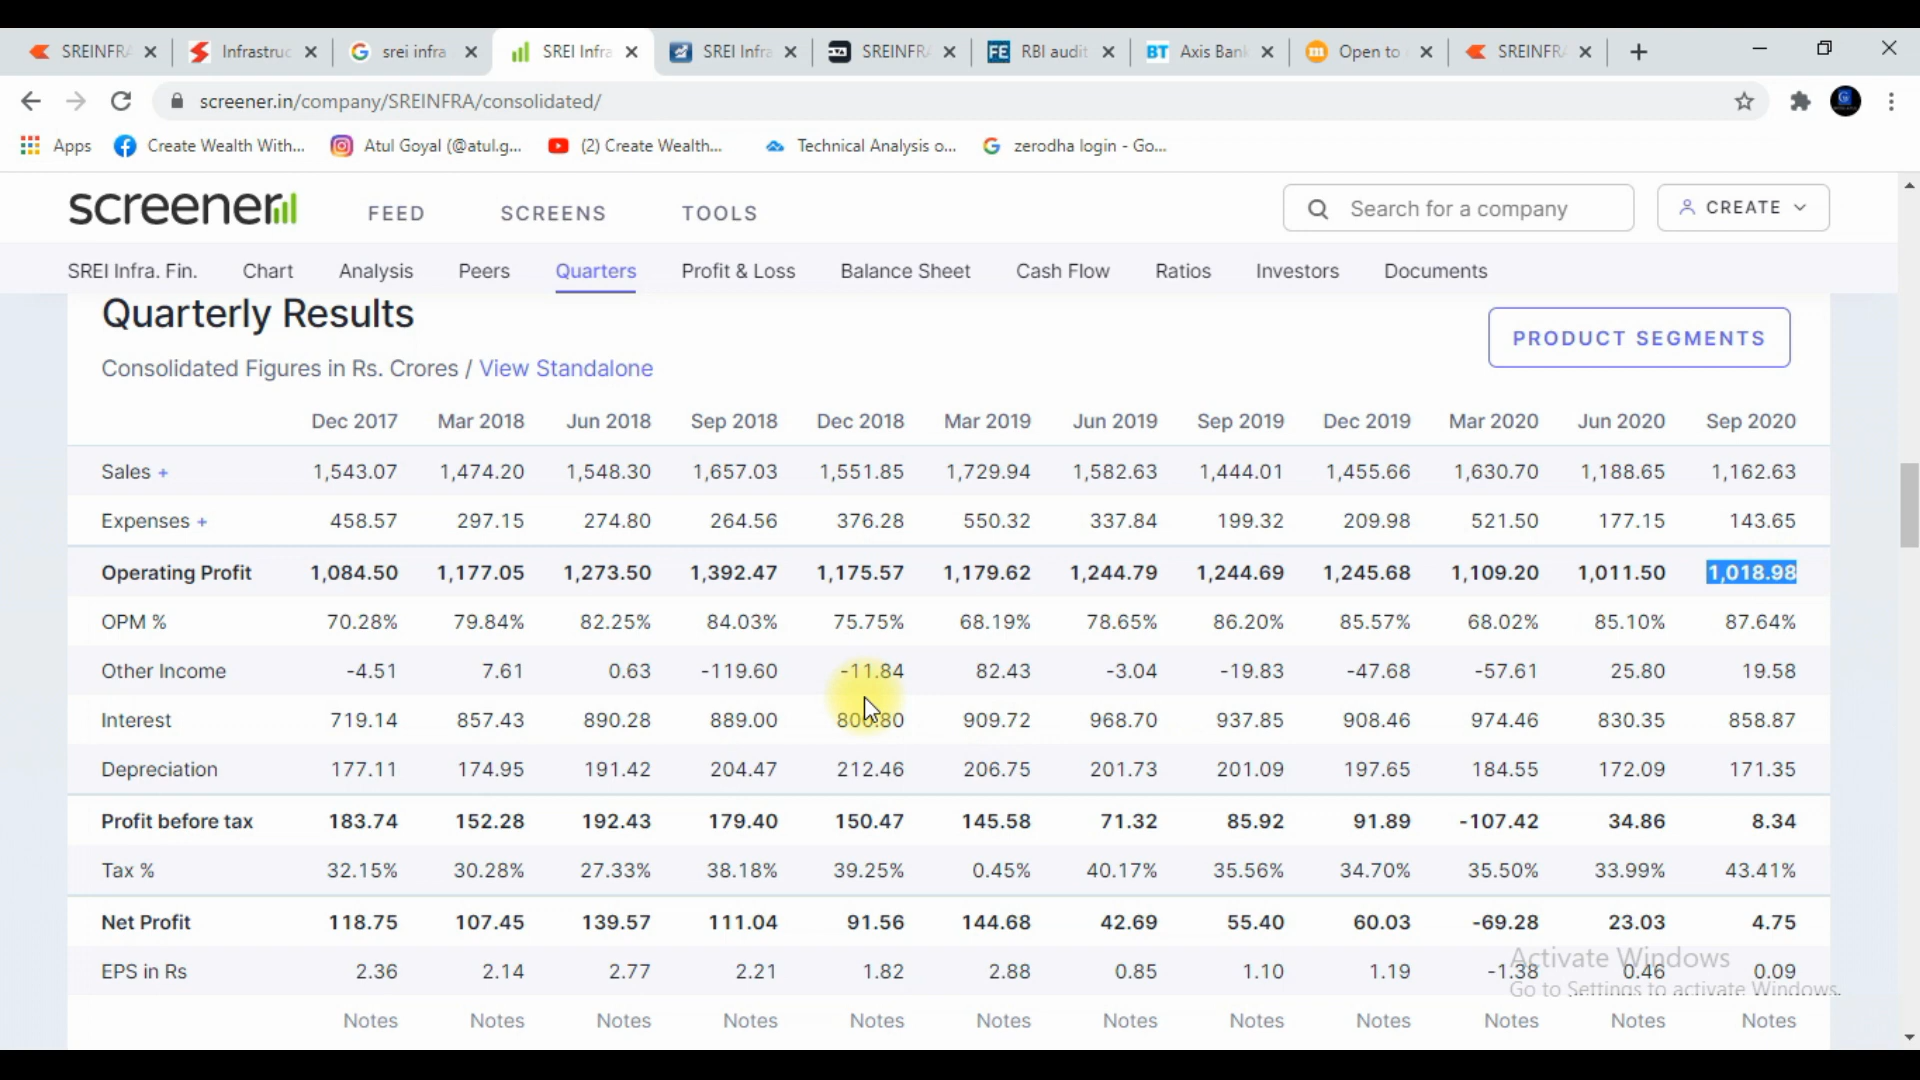 SREINFRA
Infrastruc
srei infra
SREI Infra
SREI Infra
SREINFRA
FE RBI audit
BT Axis Bank
m Open to
SREINFRA
screener.in/company/SREINFRA/consolidated/
Apps Create Wealth With... Atul Goyal (@atul.g... (2) Create Wealth... Technical Analysis o... zerodha login - Go...
screener FEED SCREENS TOOLS Search for a company CREATE
SREI Infra. Fin. Chart Analysis Peers Quarters Profit & Loss Balance Sheet Cash Flow Ratios Investors Documents
Quarterly Results
PRODUCT SEGMENTS
Consolidated Figures in Rs. Crores / View Standalone
Dec 2017 Mar 2018 Jun 2018 Sep 2018 Dec 2018 Mar 2019 Jun 2019 Sep 2019 Dec 2019 Mar 2020 Jun 2020 Sep 2020
Sales + 1,543.07 1,474.20 1,548.30 1,657.03 1,551.85 1,729.94 1,582.63 1,444.01 1,455.66 1,630.70 1,188.65 1,162.63
Expenses + 458.57 297.15 274.80 264.56 376.28 550.32 337.84 199.32 209.98 521.50 177.15 143.65
Operating Profit 1,084.50 1,177.05 1,273.50 1,392.47 1,175.57 1,179.62 1,244.79 1,244.69 1,245.68 1,109.20 1,011.50 1,018.98
OPM % 70.28% 79.84% 82.25% 84.03% 75.75% 68.19% 78.65% 86.20% 85.57% 68.02% 85.10% 87.64%
Other Income -4.51 7.61 0.63 -119.60 -11.84 82.43 -3.04 -19.83 -47.68 -57.61 25.80 19.58
Interest 719.14 857.43 890.28 889.00 909.72 968.70 937.85 908.46 974.46 830.35 858.87
Depreciation 177.11 174.95 191.42 204.47 212.46 206.75 201.73 201.09 197.65 184.55 172.09 171.35
Profit before tax 183.74 152.28 192.43 179.40 150.47 145.58 71.32 85.92 91.89 -107.42 34.86 8.34
Tax % 32.15% 30.28% 27.33% 38.18% 39.25% 0.45% 40.17% 35.56% 34.70% 35.50% 33.99% 43.41%
Net Profit 118.75 107.45 139.57 111.04 91.56 144.68 42.69 55.40 60.03 -69.28 23.03 4.75
EPS in Rs 2.36 2.14 2.77 2.21 1.82 2.88 0.85 1.10 1.19 -1.38 0.46 0.09
Activate Windows
Go to Settings to activate Windows.
Notes Notes Notes Notes Notes Notes Notes Notes Notes Notes Notes Notes